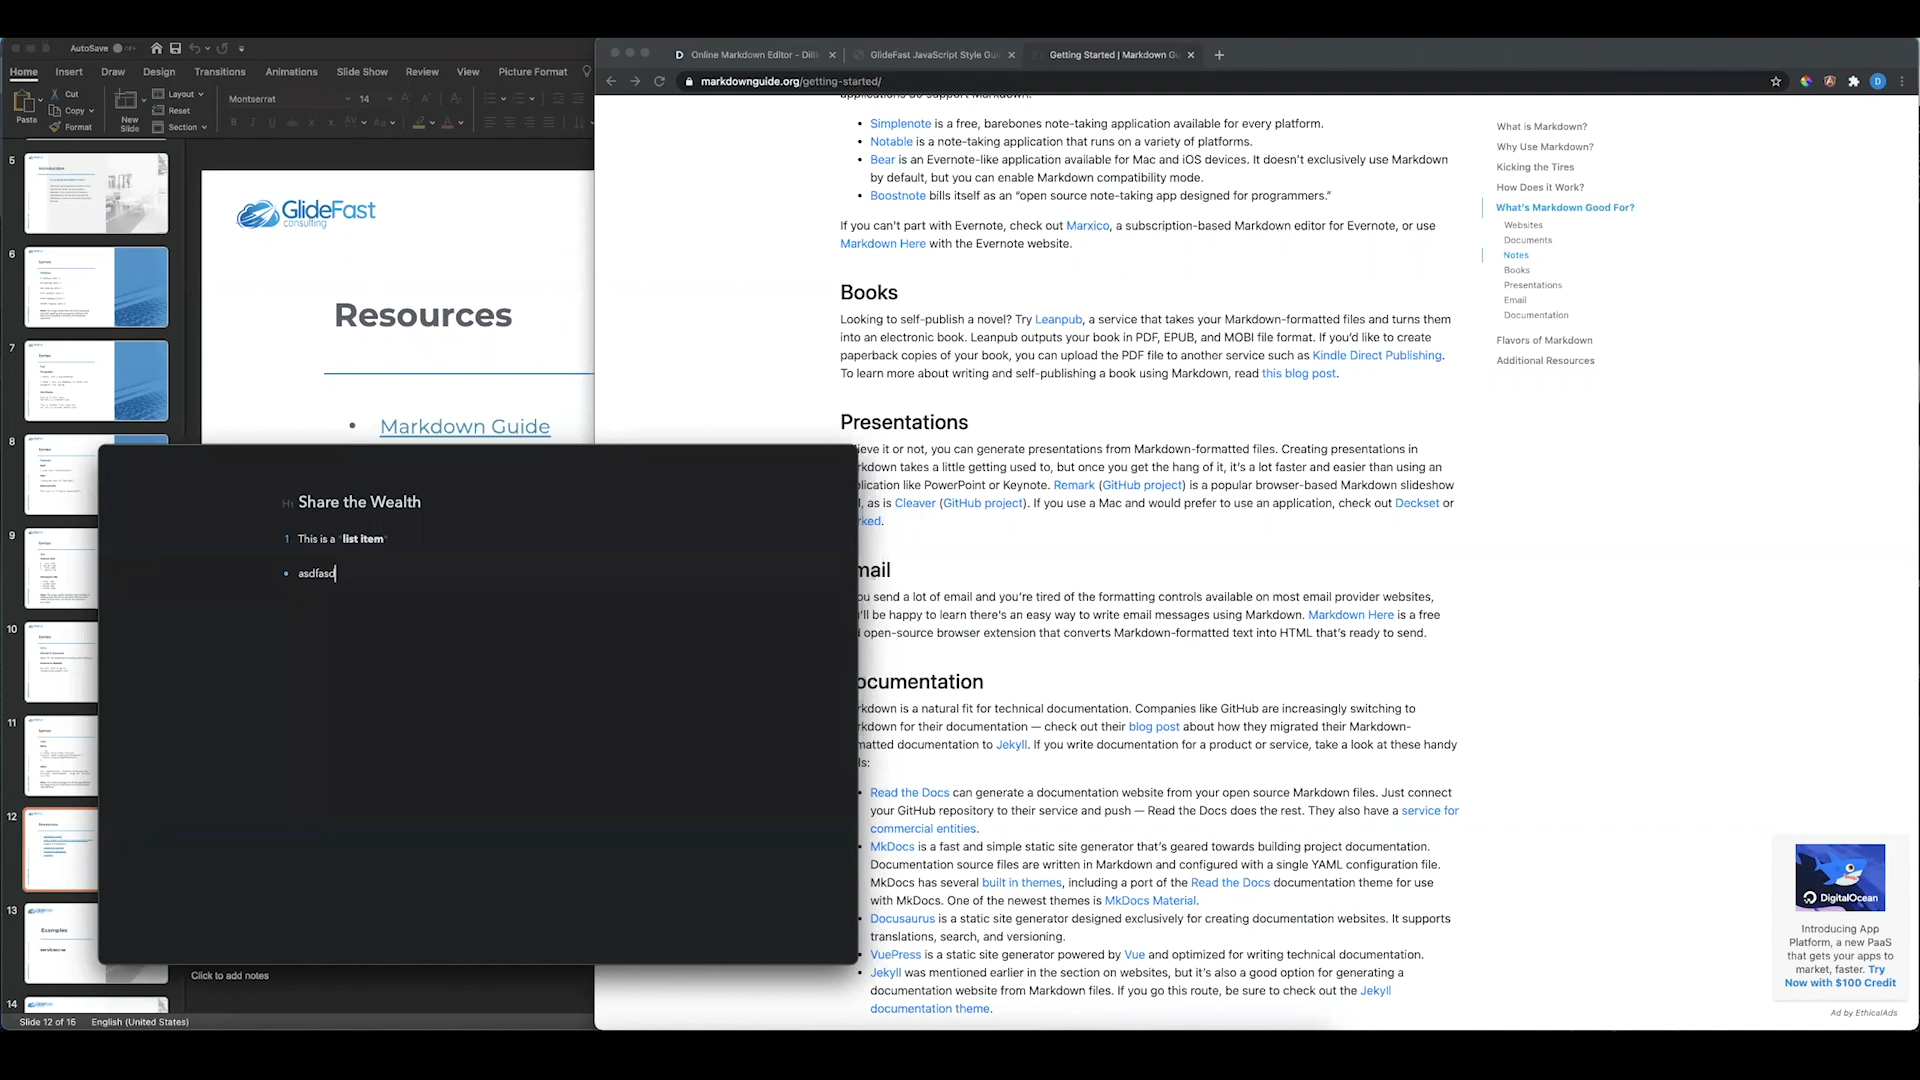 AutoSave
OFF
Home Insert Draw Design Transitions Animations Slide Show Review View Picture Format
Paste
Cut
Copy
Format
New
Slide
Layout
Reset
Section
Montserrat
14
5
6
7
8
9
10
11
12
13
14
Introduction
Syntax
Examples
GlideFast
consulting
Resources
• Markdown Guide
Click to add notes
Slide 12 of 15 English (United States)
H1 Share the Wealth
1 This is a *list item*
• asdfasd
Online Markdown Editor - Dilli
GlideFast JavaScript Style Gui
Getting Started | Markdown Gu
markdownguide.org/getting-started/
D
applications do support Markdown.
• Simplenote is a free, barebones note-taking application available for every platform.
• Notable is a note-taking application that runs on a variety of platforms.
• Bear is an Evernote-like application available for Mac and iOS devices. It doesn't exclusively use Markdown
by default, but you can enable Markdown compatibility mode.
• Boostnote bills itself as an “open source note-taking app designed for programmers.”
If you can't part with Evernote, check out Marxico, a subscription-based Markdown editor for Evernote, or use
Markdown Here with the Evernote website.
Books
Looking to self-publish a novel? Try Leanpub, a service that takes your Markdown-formatted files and turns them
into an electronic book. Leanpub outputs your book in PDF, EPUB, and MOBI file format. If you’d like to create
paperback copies of your book, you can upload the PDF file to another service such as Kindle Direct Publishing.
To learn more about writing and self-publishing a book using Markdown, read this blog post.
Presentations
ieve it or not, you can generate presentations from Markdown-formatted files. Creating presentations in
rkdown takes a little getting used to, but once you get the hang of it, it’s a lot faster and easier than using an
plication like PowerPoint or Keynote. Remark (GitHub project) is a popular browser-based Markdown slideshow
l, as is Cleaver (GitHub project). If you use a Mac and would prefer to use an application, check out Deckset or
rked.
mail
ou send a lot of email and you’re tired of the formatting controls available on most email provider websites,
’ll be happy to learn there's an easy way to write email messages using Markdown. Markdown Here is a free
d open-source browser extension that converts Markdown-formatted text into HTML that’s ready to send.
ocumentation
rkdown is a natural fit for technical documentation. Companies like GitHub are increasingly switching to
rkdown for their documentation — check out their blog post about how they migrated their Markdown-
matted documentation to Jekyll. If you write documentation for a product or service, take a look at these handy
ls:
• Read the Docs can generate a documentation website from your open source Markdown files. Just connect
your GitHub repository to their service and push — Read the Docs does the rest. They also have a service for
commercial entities.
• MkDocs is a fast and simple static site generator that’s geared towards building project documentation.
Documentation source files are written in Markdown and configured with a single YAML configuration file.
MkDocs has several built in themes, including a port of the Read the Docs documentation theme for use
with MkDocs. One of the newest themes is MkDocs Material.
• Docusaurus is a static site generator designed exclusively for creating documentation websites. It supports
translations, search, and versioning.
• VuePress is a static site generator powered by Vue and optimized for writing technical documentation.
• Jekyll was mentioned earlier in the section on websites, but it’s also a good option for generating a
documentation website from Markdown files. If you go this route, be sure to check out the Jekyll
documentation theme.
What is Markdown?
Why Use Markdown?
Kicking the Tires
How Does it Work?
What’s Markdown Good For?
Websites
Documents
Notes
Books
Presentations
Email
Documentation
Flavors of Markdown
Additional Resources
DigitalOcean
Introducing App
Platform, a new PaaS
that gets your apps to
market, faster. Try
Now with $100 Credit
Ad by EthicalAds